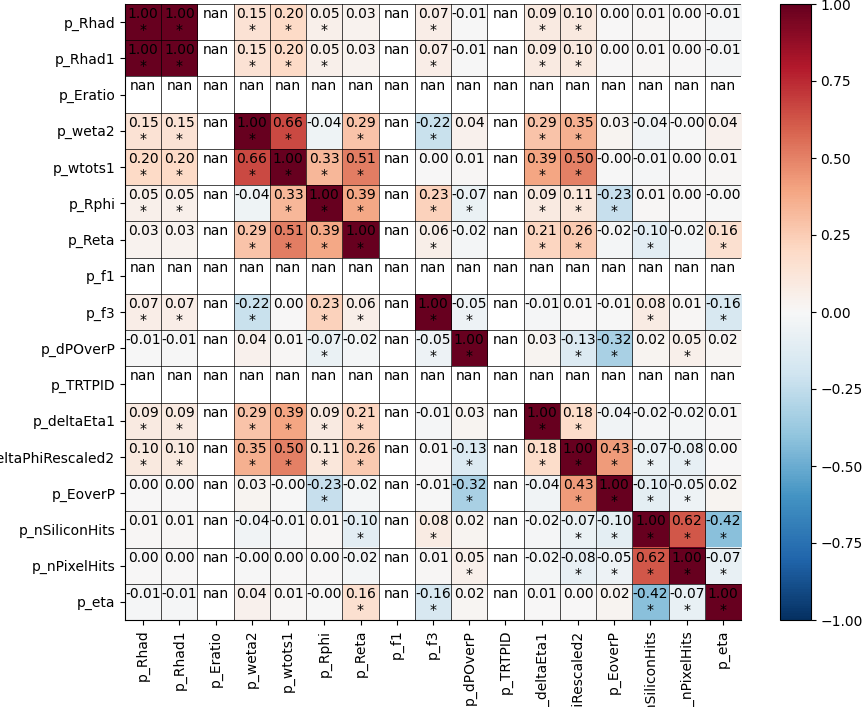 p_Rhad 1.00 1.00 nan 0.15 0.20 0.05 0.03 nan 0.07 -0.01 nan 0.09 0.10 0.00 0.01 0.00 -0.01
* * * * * * * *
p_Rhad1 1.00 1.00 nan 0.15 0.20 0.05 0.03 nan 0.07 -0.01 nan 0.09 0.10 0.00 0.01 0.00 -0.01
* * * * * * * *
p_Eratio nan nan nan nan nan nan nan nan nan nan nan nan nan nan nan nan nan
p_weta2 0.15 0.15 nan 1.00 0.66 -0.04 0.29 nan -0.22 0.04 nan 0.29 0.35 0.03 -0.04 -0.00 0.04
* * * * * * * *
p_wtots1 0.20 0.20 nan 0.66 1.00 0.33 0.51 nan 0.00 0.01 nan 0.39 0.50 -0.00 -0.01 0.00 0.01
* * * * * * * *
p_Rphi 0.05 0.05 nan -0.04 0.33 1.00 0.39 nan 0.23 -0.07 nan 0.09 0.11 -0.23 0.01 0.00 -0.00
* * * * * * * * * *
p_Reta 0.03 0.03 nan 0.29 0.51 0.39 1.00 nan 0.06 -0.02 nan 0.21 0.26 -0.02 -0.10 -0.02 0.16
* * * * * * * * *
p_f1 nan nan nan nan nan nan nan nan nan nan nan nan nan nan nan nan nan
p_f3 0.07 0.07 nan -0.22 0.00 0.23 0.06 nan 1.00 -0.05 nan -0.01 0.01 -0.01 0.08 0.01 -0.16
* * * * * * * * *
p_dPOverP -0.01 -0.01 nan 0.04 0.01 -0.07 -0.02 nan -0.05 1.00 nan 0.03 -0.13 -0.32 0.02 0.05 0.02
* * * * * *
p_TRTPID nan nan nan nan nan nan nan nan nan nan nan nan nan nan nan nan nan
p_deltaEta1 0.09 0.09 nan 0.29 0.39 0.09 0.21 nan -0.01 0.03 nan 1.00 0.18 -0.04 -0.02 -0.02 0.01
* * * * * * * *
eltaPhiRescaled2 0.10 0.10 nan 0.35 0.50 0.11 0.26 nan 0.01 -0.13 nan 0.18 1.00 0.43 -0.07 -0.08 0.00
* * * * * * * * * * * *
p_EoverP 0.00 0.00 nan 0.03 -0.00 -0.23 -0.02 nan -0.01 -0.32 nan -0.04 0.43 1.00 -0.10 -0.05 0.02
* * * * * *
p_nSiliconHits 0.01 0.01 nan -0.04 -0.01 0.01 -0.10 nan 0.08 0.02 nan -0.02 -0.07 -0.10 1.00 0.62 -0.42
* * * * * * *
p_nPixelHits 0.00 0.00 nan -0.00 0.00 0.00 -0.02 nan 0.01 0.05 nan -0.02 -0.08 -0.05 0.62 1.00 -0.07
* * * * * *
p_eta -0.01 -0.01 nan 0.04 0.01 -0.00 0.16 nan -0.16 0.02 nan 0.01 0.00 0.02 -0.42 -0.07 1.00
* * * * *
p_Rhad p_Rhad1 p_Eratio p_weta2 p_wtots1 p_Rphi p_Reta p_f1 p_f3 p_dPOverP p_TRTPID _deltaEta1 iRescaled2 p_EoverP nSiliconHits _nPixelHits p_eta
1.00
0.75
0.50
0.25
0.00
−0.25
−0.50
−0.75
−1.00